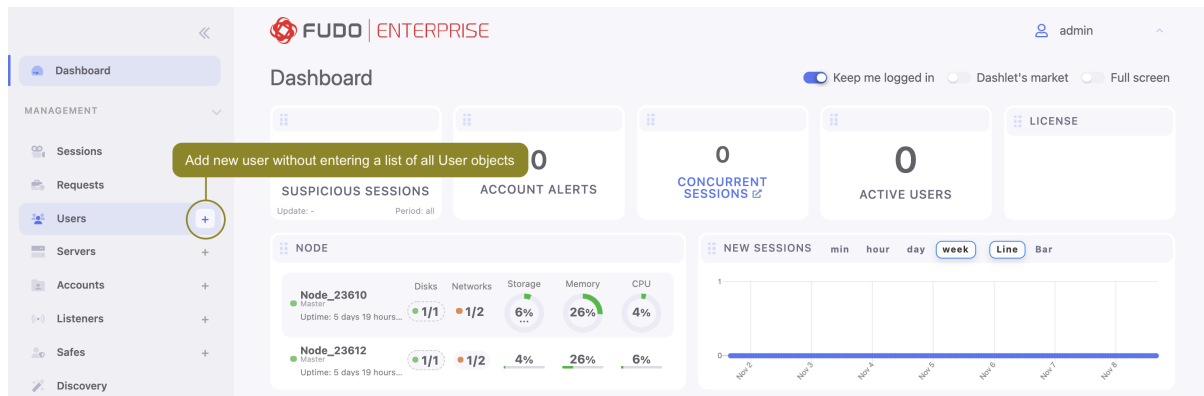 FUDO ENTERPRISE
admin
Dashboard
MANAGEMENT
Sessions
Requests
Users +
Servers +
Accounts +
Listeners +
Safes +
Discovery
Dashboard
Keep me logged in
Dashlet's market
Full screen
Add new user without entering a list of all User objects
SUSPICIOUS SESSIONS
Update: -
Period: all
0
ACCOUNT ALERTS
0
CONCURRENT
SESSIONS
0
ACTIVE USERS
LICENSE
NODE
Disks Networks Storage Memory CPU
Node_23610
Master
Uptime: 5 days 19 hours...
1/1 1/2 6% 26% 4%
...
Node_23612
Master
Uptime: 5 days 19 hours...
1/1 1/2 4% 26% 6%
NEW SESSIONS min hour day week Line Bar
1
0
Nov 2 Nov 3 Nov 4 Nov 5 Nov 6 Nov 7 Nov 8